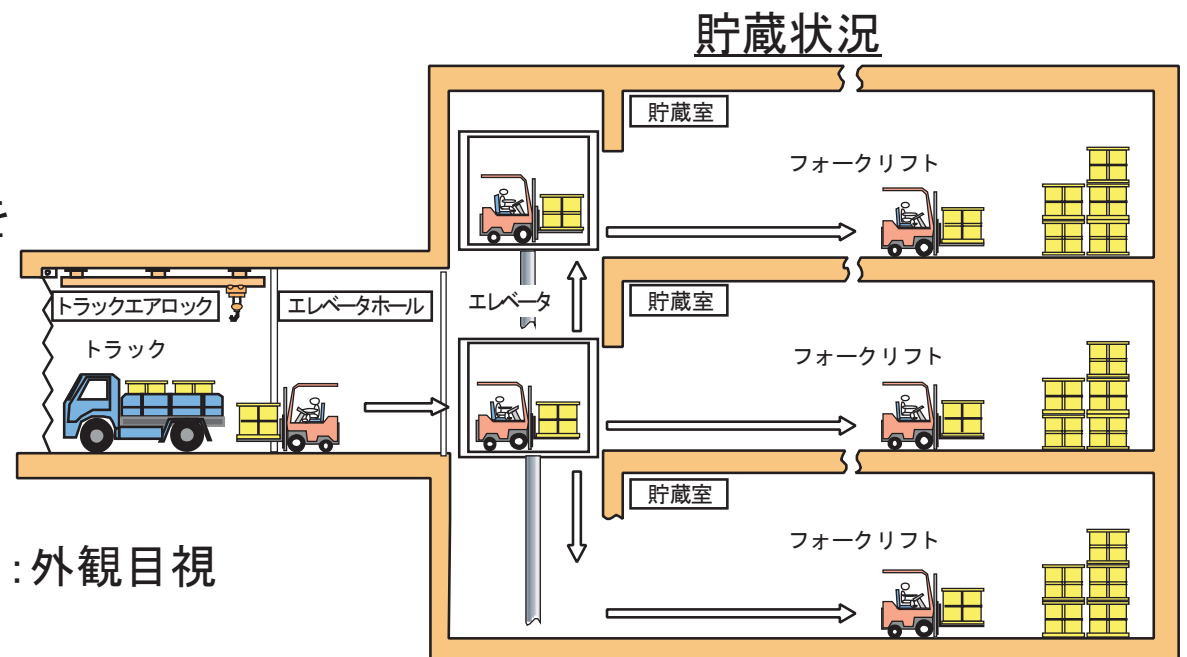 貯蔵状況
貯蔵室
フォークリフト
を
トラックエアロック
エレベータホール
エレベータ
貯蔵室
トラック
フォークリフト
貯蔵室
フォークリフト
：外観目視